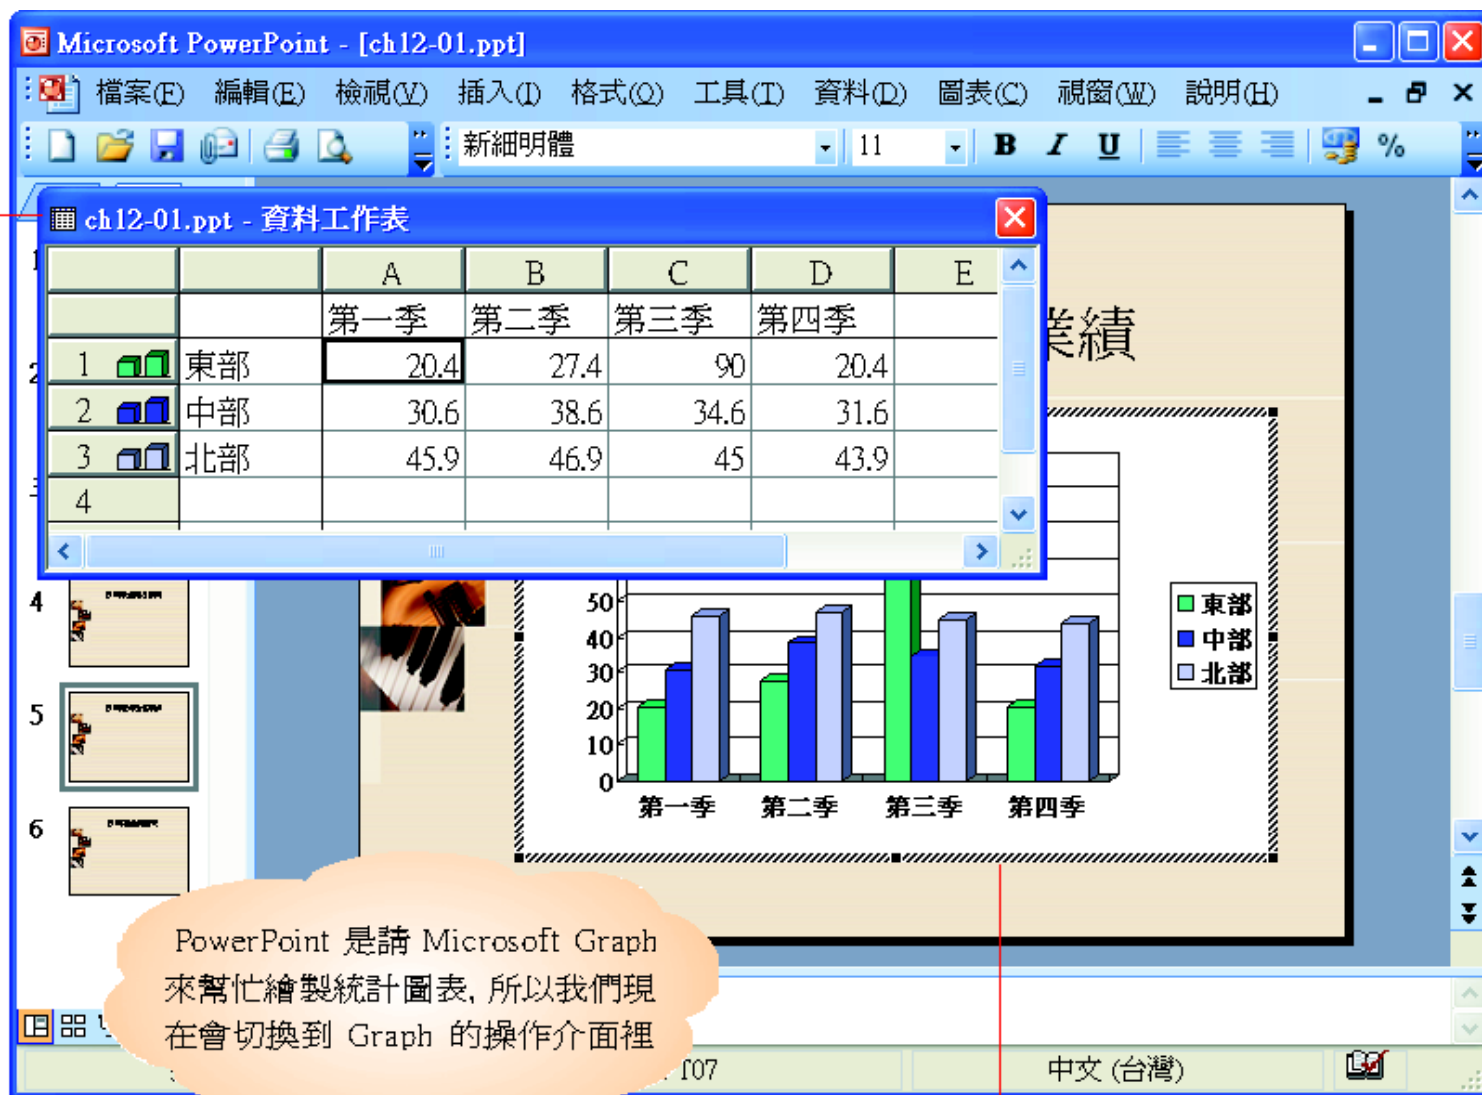 Microsoft PowerPoint - [ch12-01.ppt]
檔案(F) 編輯(E) 檢視(V) 插入(I) 格式(O) 工具(T) 資料(D) 圖表(C) 視窗(W) 說明(H)
新細明體 11 B I U %
ch12-01.ppt - 資料工作表
A B C D E
第一季 第二季 第三季 第四季
1 東部 20.4 27.4 90 20.4
2 中部 30.6 38.6 34.6 31.6
3 北部 45.9 46.9 45 43.9
4
業績
50
40
30
20
10
0
第一季 第二季 第三季 第四季
東部
中部
北部
4
5
6
PowerPoint 是請 Microsoft Graph
來幫忙繪製統計圖表, 所以我們現
在會切換到 Graph 的操作介面裡
T07
中文 (台灣)